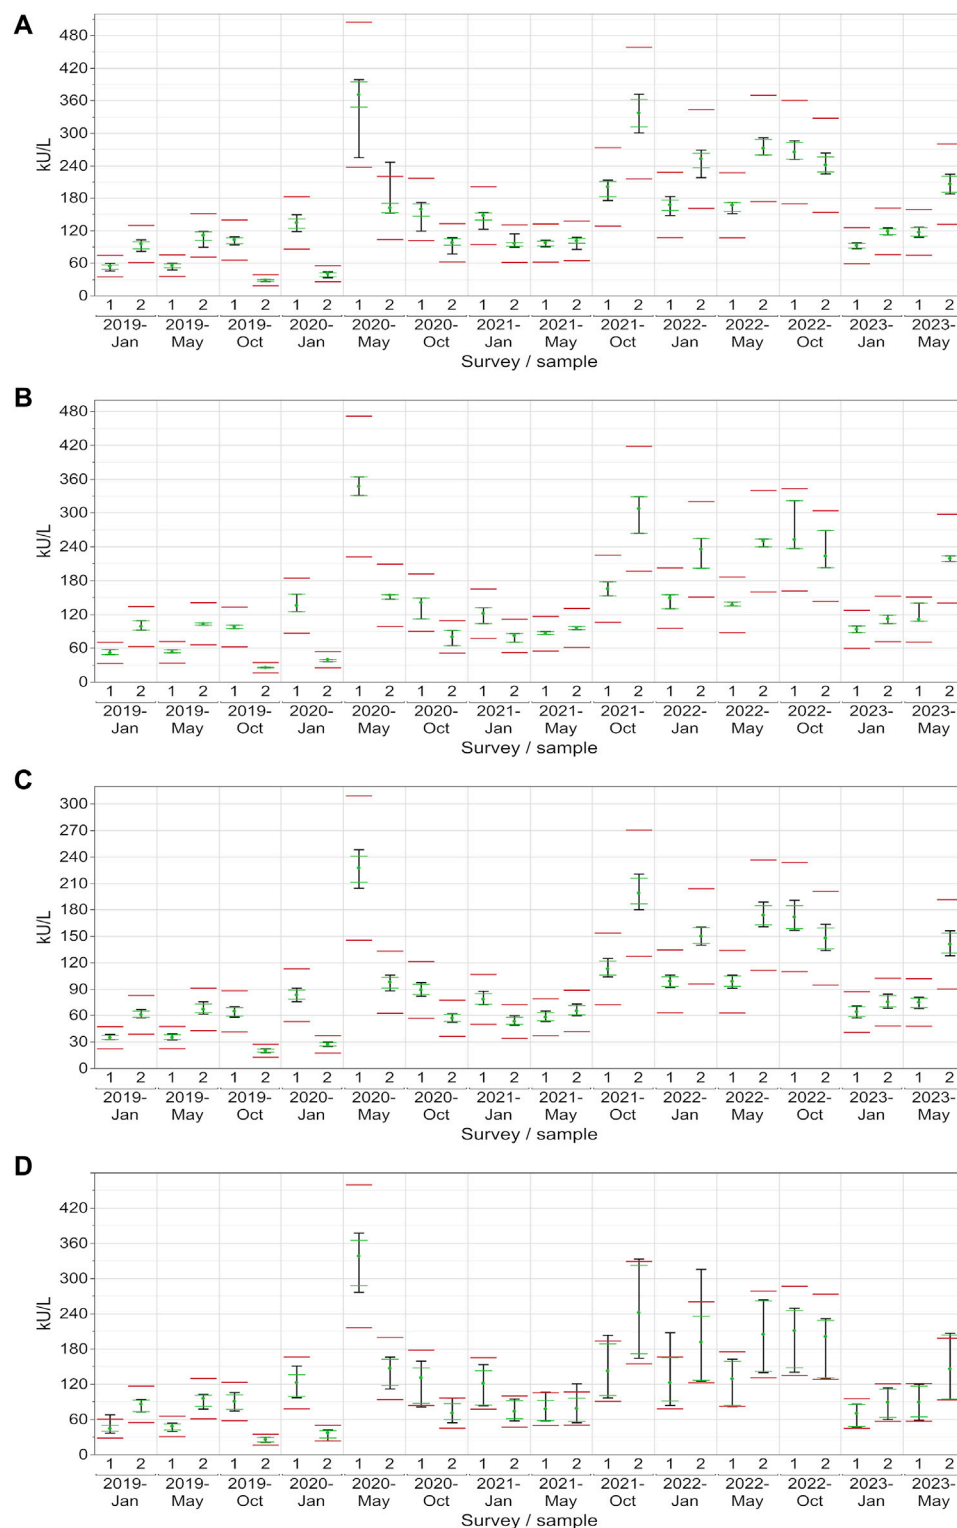 A
480
420
360
300
240
180
120
60
0
kU/L
1 2 1 2 1 2 1 2 1 2 1 2 1 2 1 2 1 2 1 2 1 2 1 2 1 2 1 2
2019- 2019- 2019- 2020- 2020- 2020- 2021- 2021- 2021- 2022- 2022- 2022- 2023- 2023-
Jan May Oct Jan May Oct Jan May Oct Jan May Oct Jan May
Survey / sample
B
480
420
360
300
240
180
120
60
0
kU/L
1 2 1 2 1 2 1 2 1 2 1 2 1 2 1 2 1 2 1 2 1 2 1 2 1 2 1 2
2019- 2019- 2019- 2020- 2020- 2020- 2021- 2021- 2021- 2022- 2022- 2022- 2023- 2023-
Jan May Oct Jan May Oct Jan May Oct Jan May Oct Jan May
Survey / sample
C
300
270
240
210
180
150
120
90
60
30
0
kU/L
1 2 1 2 1 2 1 2 1 2 1 2 1 2 1 2 1 2 1 2 1 2 1 2 1 2 1 2
2019- 2019- 2019- 2020- 2020- 2020- 2021- 2021- 2021- 2022- 2022- 2022- 2023- 2023-
Jan May Oct Jan May Oct Jan May Oct Jan May Oct Jan May
Survey / sample
D
420
360
300
240
180
120
60
0
kU/L
1 2 1 2 1 2 1 2 1 2 1 2 1 2 1 2 1 2 1 2 1 2 1 2 1 2 1 2
2019- 2019- 2019- 2020- 2020- 2020- 2021- 2021- 2021- 2022- 2022- 2022- 2023- 2023-
Jan May Oct Jan May Oct Jan May Oct Jan May Oct Jan May
Survey / sample